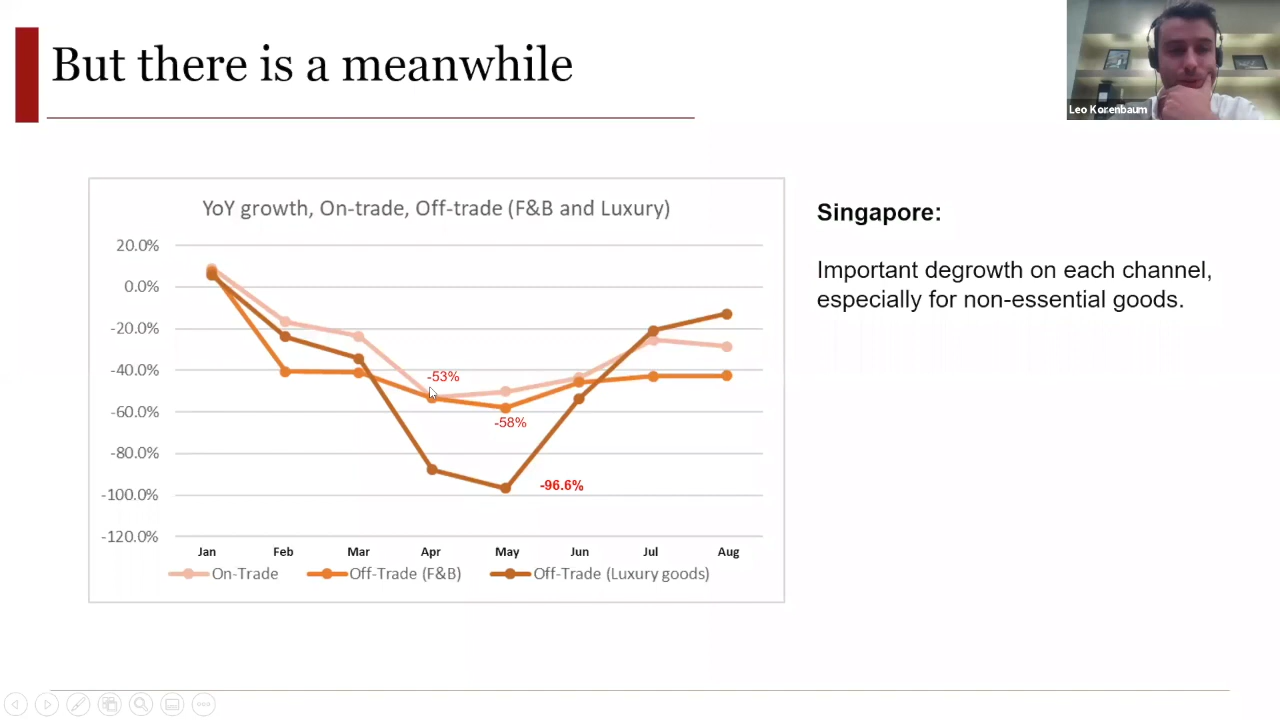 But there is a meanwhile
Leo Korenbaum
YoY growth, On-trade, Off-trade (F&B and Luxury)
20.0%
0.0%
-20.0%
-40.0%
-60.0%
-80.0%
-100.0%
-120.0%
-53%
-58%
-96.6%
Jan Feb Mar Apr May Jun Jul Aug
On-Trade Off-Trade (F&B) Off-Trade (Luxury goods)
Singapore:
Important degrowth on each channel,
especially for non-essential goods.